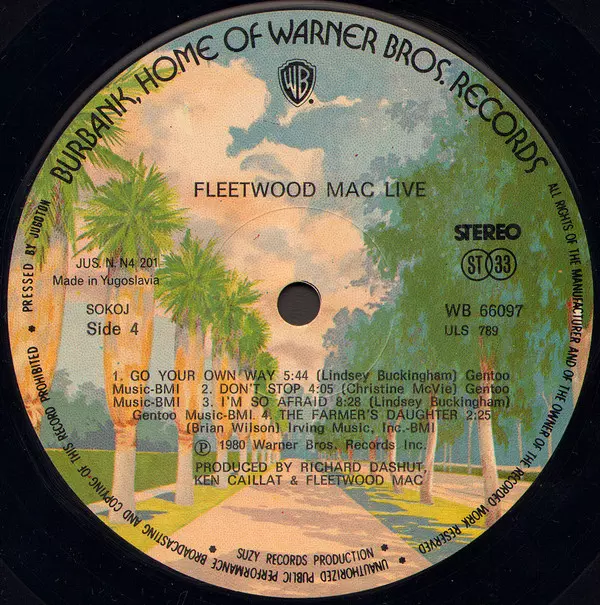 BURBANK, HOME OF WARNER BROS. RECORDS
WB
FLEETWOOD MAC LIVE
STEREO
ST 33
JUS. N. N4 201
Made in Yugoslavia
SOKOJ
Side 4
WB 66097
ULS 789
1. GO YOUR OWN WAY 5:44 (Lindsey Buckingham) Gentoo
Music-BMI 2. DON'T STOP 4:05 (Christine McVie) Gentoo
Music-BMI 3. I'M SO AFRAID 8:28 (Lindsey Buckingham)
Gentoo Music-BMI. 4. THE FARMER'S DAUGHTER 2:25
(Brian Wilson) Irving Music, Inc.-BMI
Ⓟ 1980 Warner Bros. Records Inc.
PRODUCED BY RICHARD DASHUT,
KEN CAILLAT & FLEETWOOD MAC
ALL RIGHTS OF THE MANUFACTURER AND OF THE OWNER OF THE RECORDED WORK RESERVED
* UNAUTHORIZED PUBLIC PERFORMANCE BROADCASTING AND COPYING OF THIS RECORD PROHIBITED * PRESSED BY JUGOTON
* SUZY RECORDS PRODUCTION *